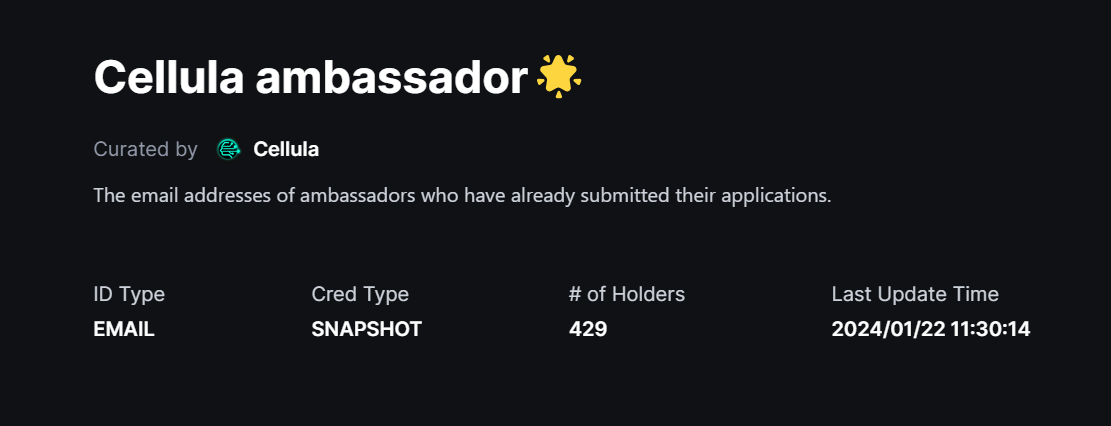 Cellula ambassador🌟
Curated by Cellula
The email addresses of ambassadors who have already submitted their applications.
ID Type Cred Type # of Holders Last Update Time
EMAIL SNAPSHOT 429 2024/01/22 11:30:14